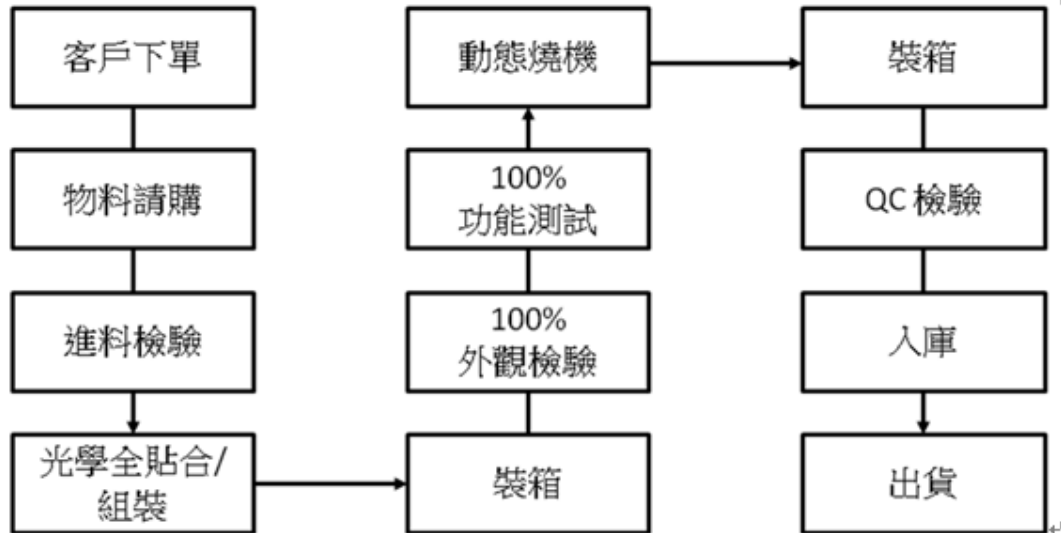 客戶下單
物料請購
進料檢驗
光學全貼合/
組裝
裝箱
100%
外觀檢驗
100%
功能測試
動態燒機
裝箱
QC 檢驗
入庫
出貨